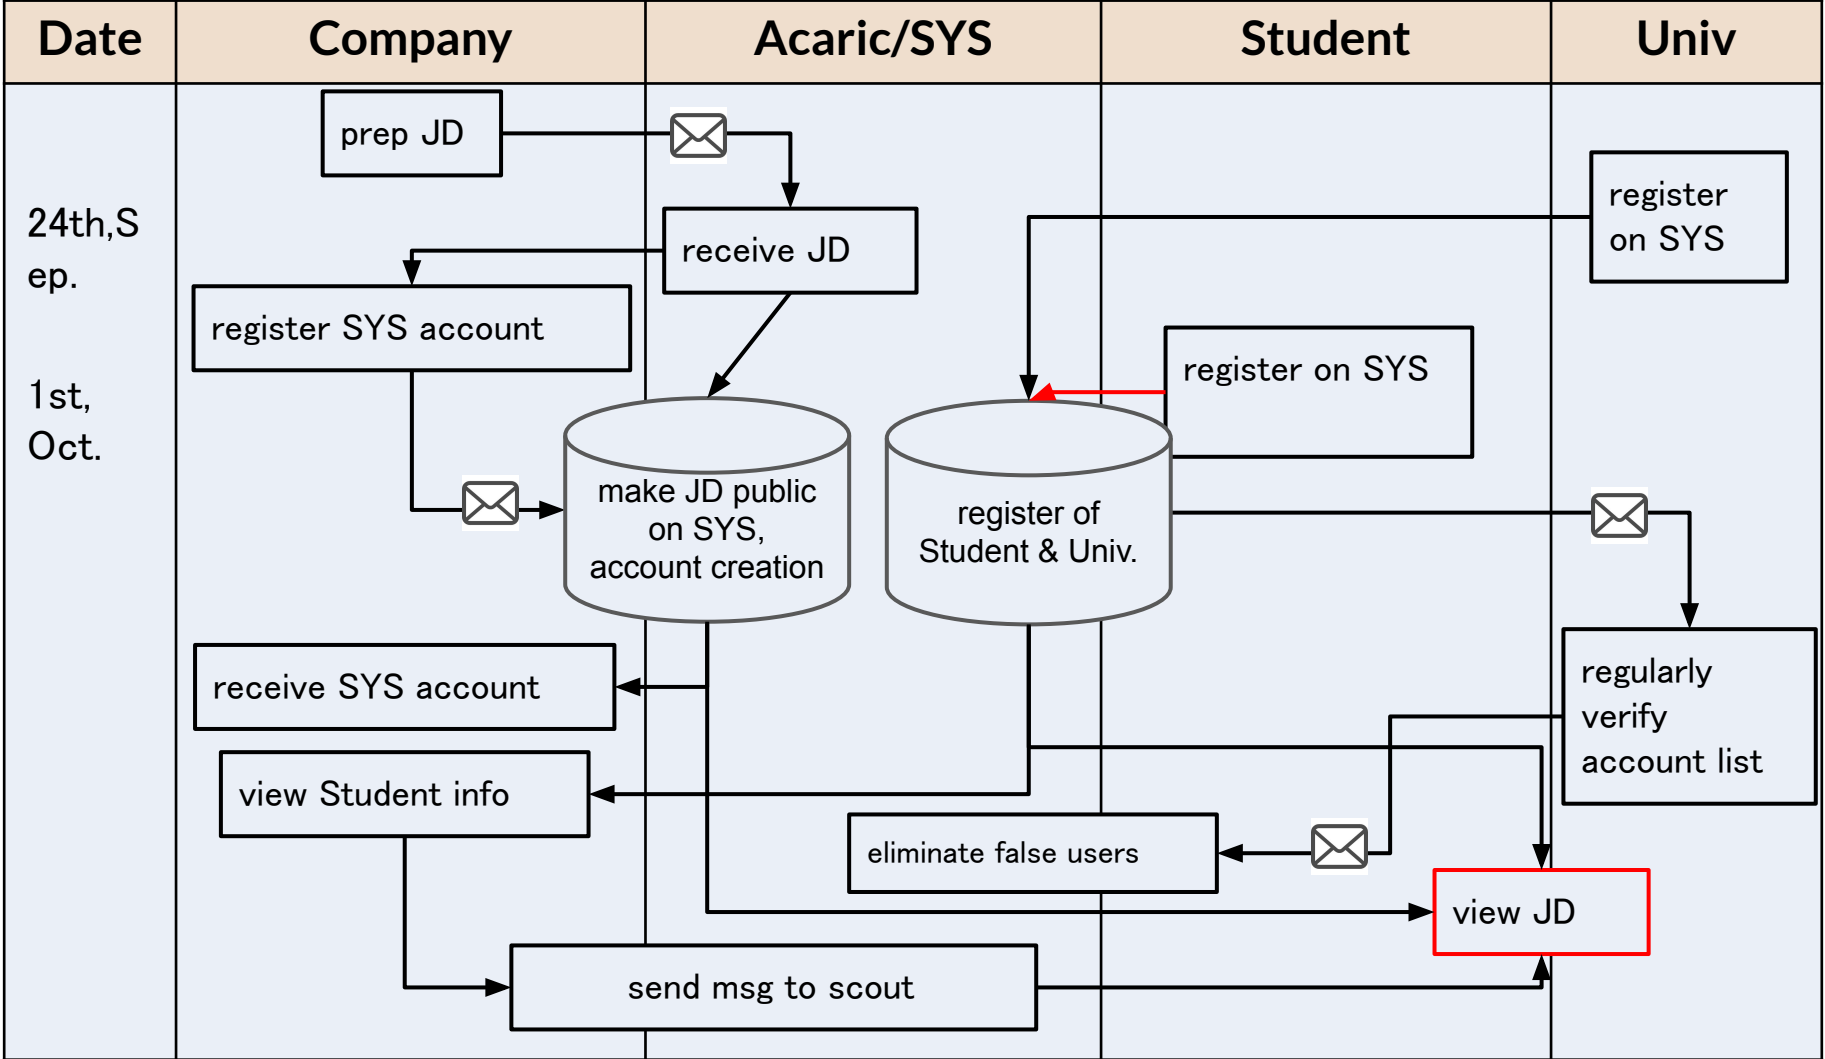 Date
Company
Acaric/SYS
Student
Univ
prep JD
register
on SYS
24th,S
ep.
receive JD
register SYS account
register on SYS
1st,
Oct.
make JD public
on SYS,
account creation
register of
Student & Univ.
receive SYS account
regularly
verify
account list
view Student info
eliminate false users
view JD
send msg to scout